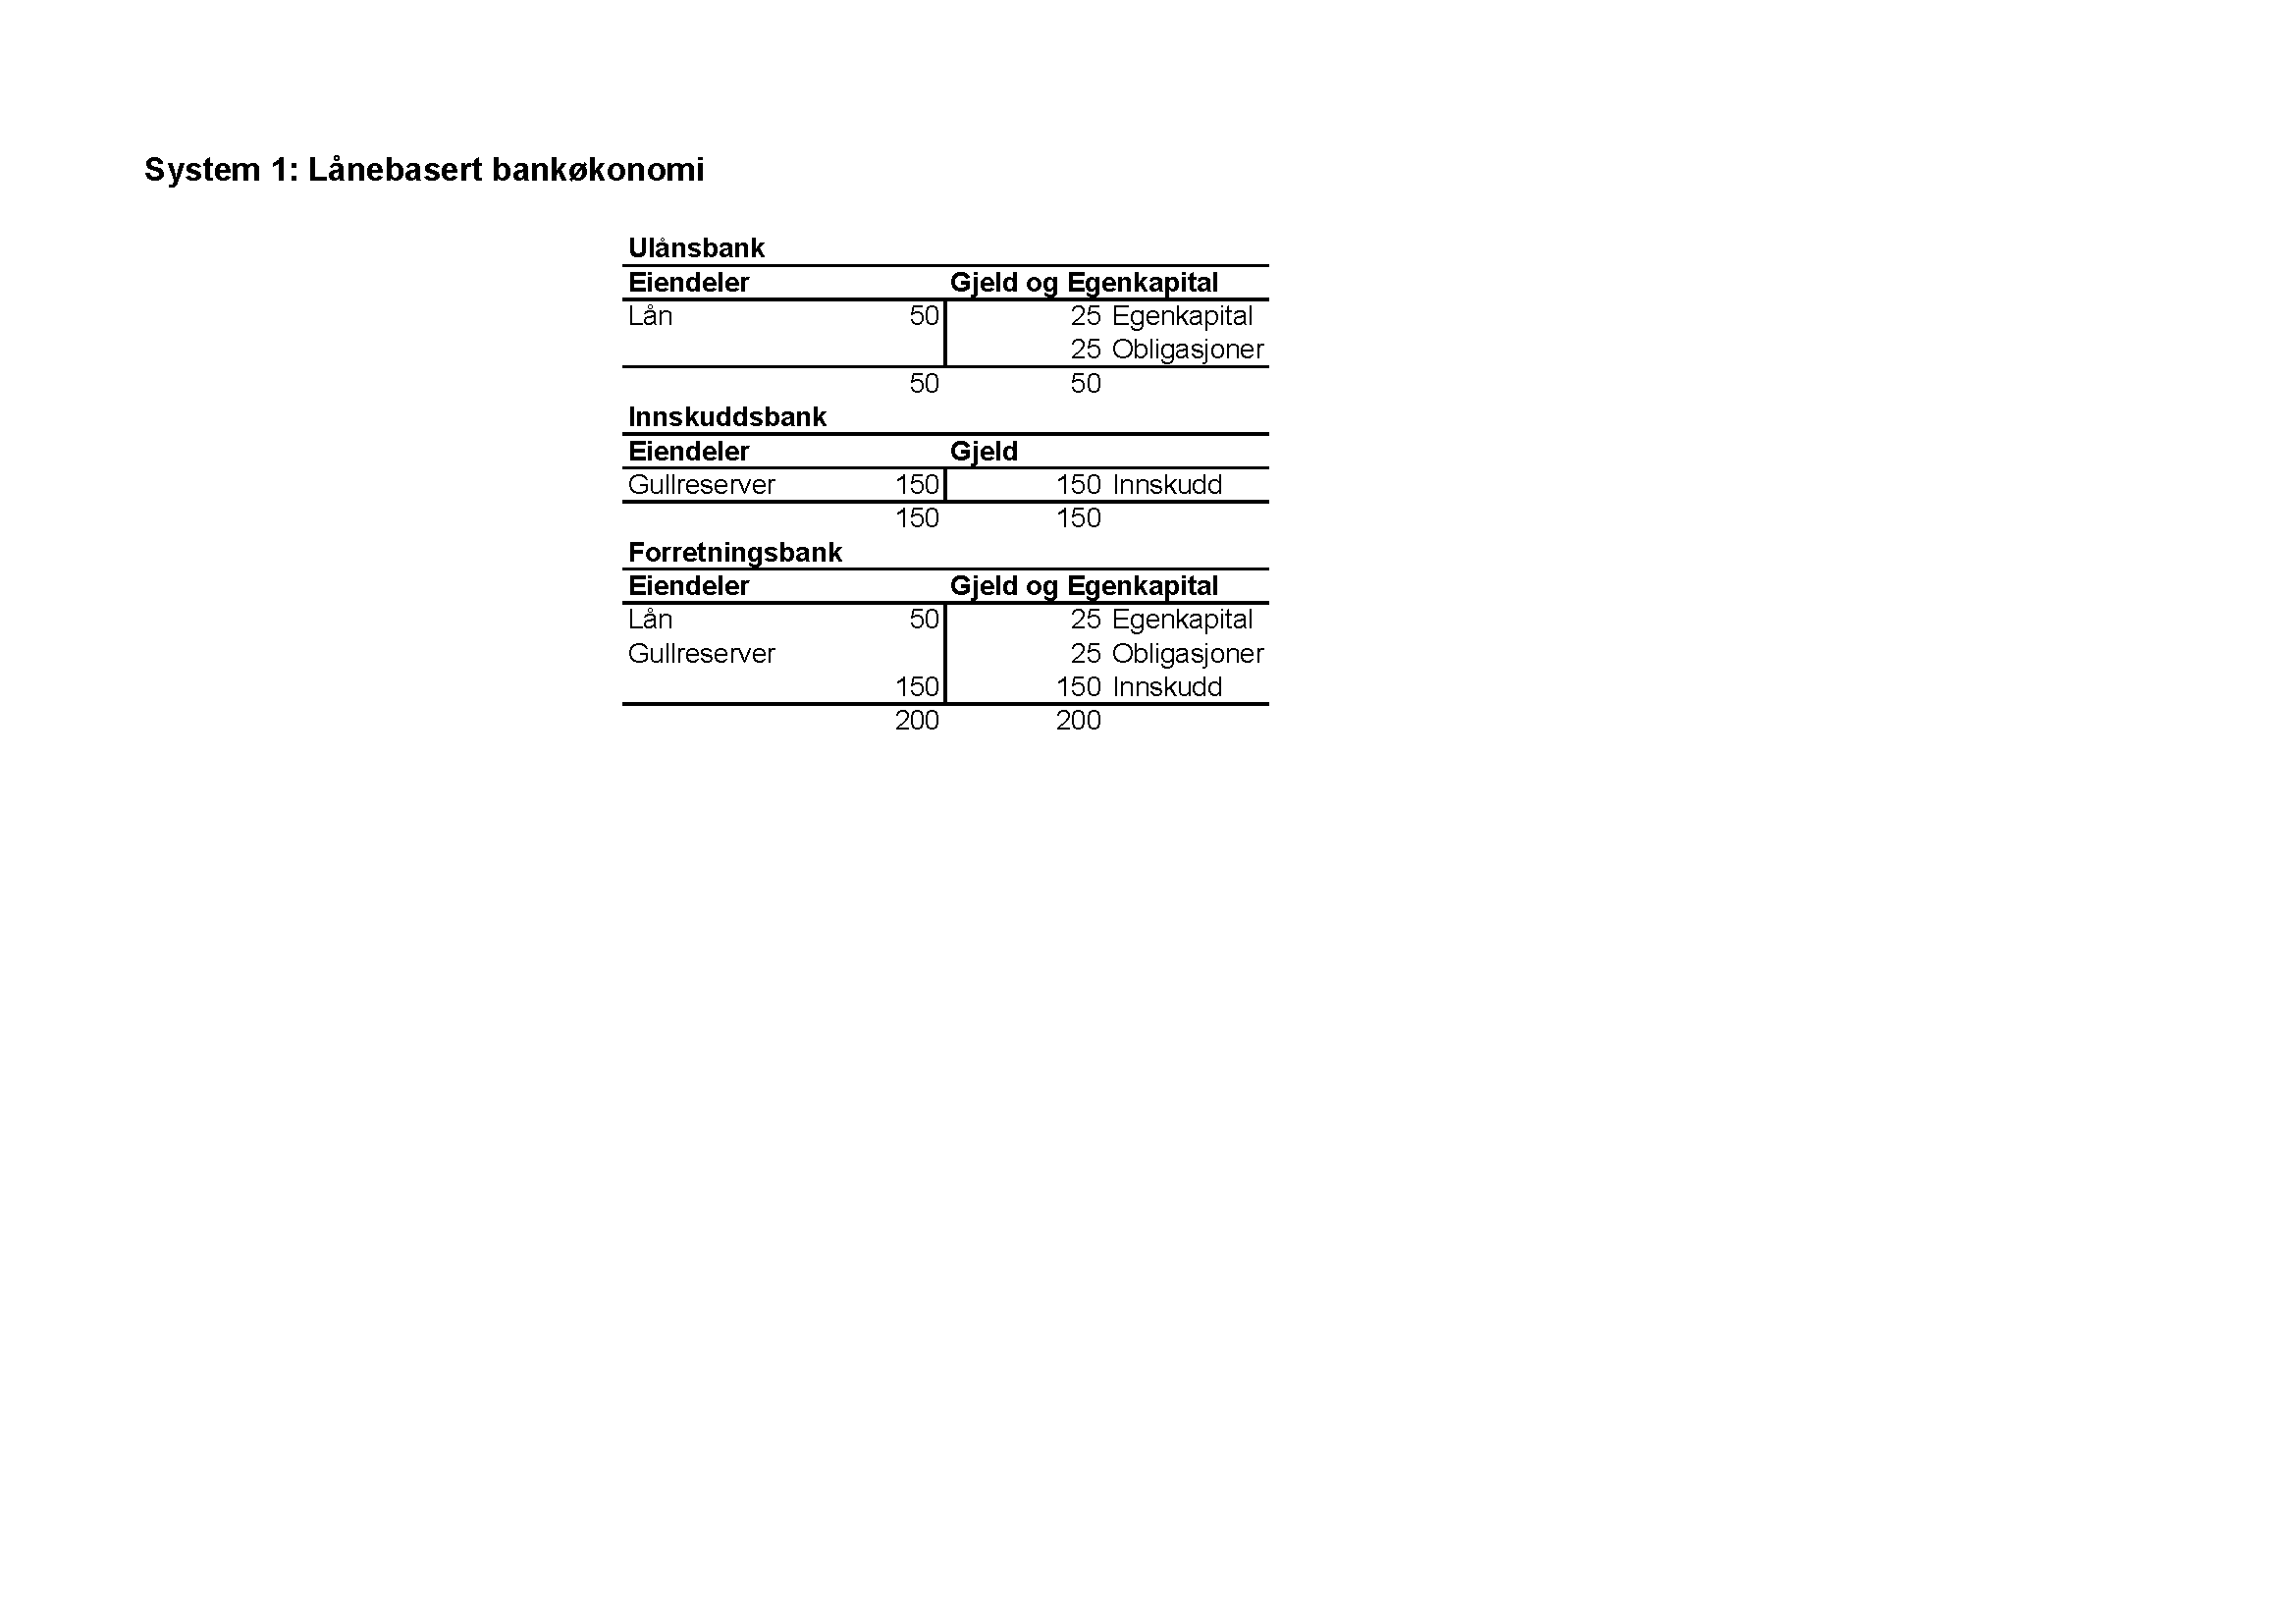 System 1: Lånebasert bankøkonomi
Ulånsbank
Eiendeler Gjeld og Egenkapital
Lån 50 25 Egenkapital
25 Obligasjoner
50 50
Innskuddsbank
Eiendeler Gjeld
Gullreserver 150 150 Innskudd
150 150
Forretningsbank
Eiendeler Gjeld og Egenkapital
Lån 50 25 Egenkapital
Gullreserver 25 Obligasjoner
150 150 Innskudd
200 200